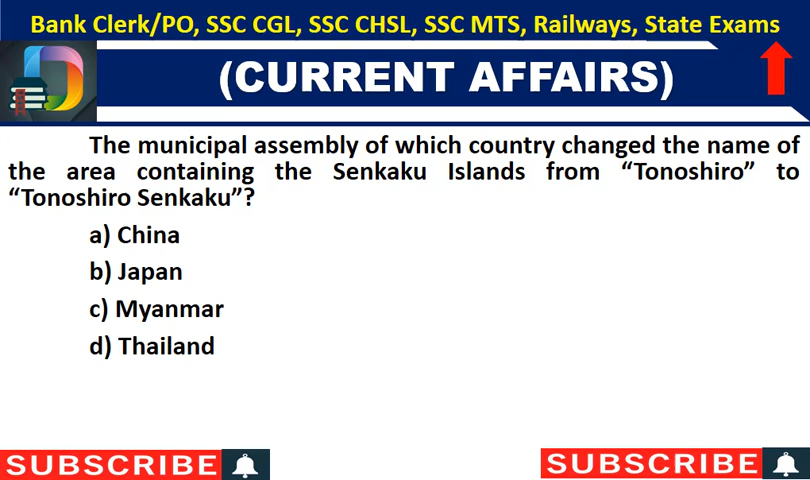 Bank Clerk/PO, SSC CGL, SSC CHSL, SSC MTS, Railways, State Exams
(CURRENT AFFAIRS)
The municipal assembly of which country changed the name of
the area containing the Senkaku Islands from “Tonoshiro” to
“Tonoshiro Senkaku”?
a) China
b) Japan
c) Myanmar
d) Thailand
SUBSCRIBE
SUBSCRIBE